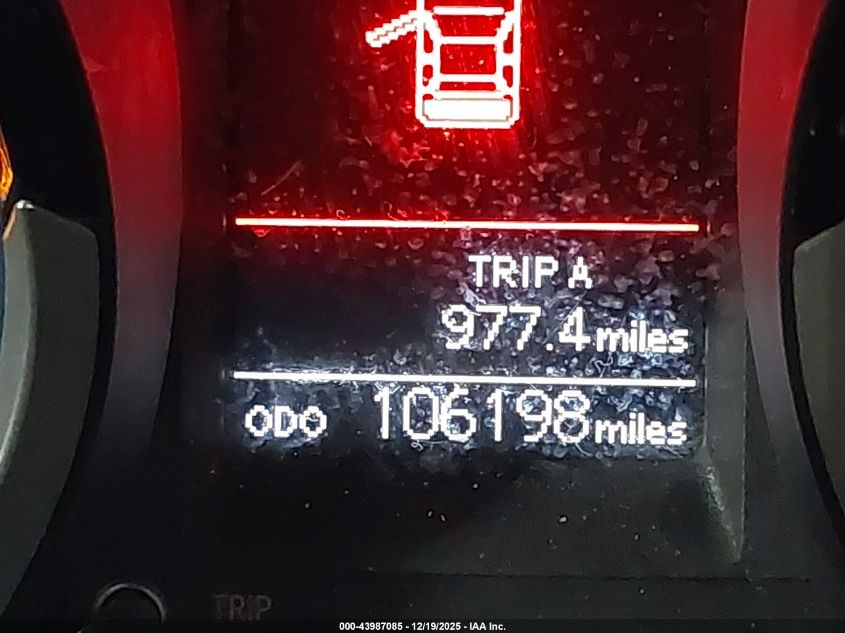 TRIP A
977.4 miles
ODO 106198 miles
TRIP
000-43987085 - 12/19/2025 - IAA Inc.